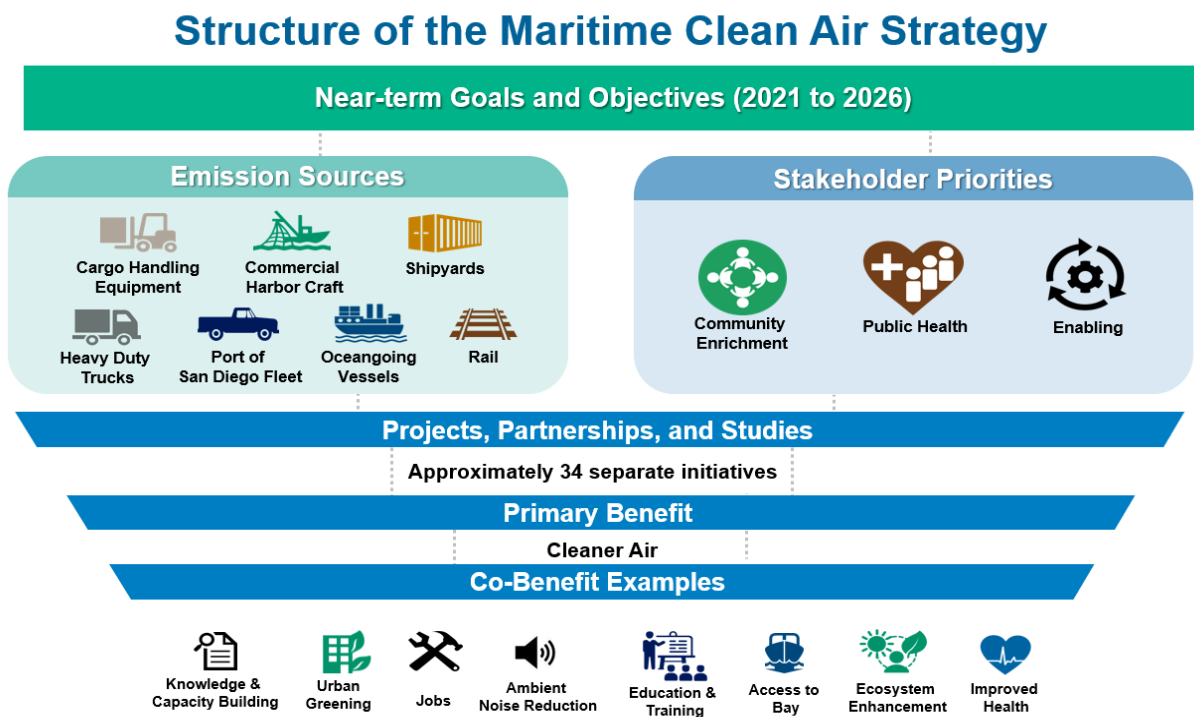 Structure of the Maritime Clean Air Strategy
Near-term Goals and Objectives (2021 to 2026)
Emission Sources
Cargo Handling
Equipment
Commercial
Harbor Craft
Shipyards
Heavy Duty
Trucks
Port of
San Diego Fleet
Oceangoing
Vessels
Rail
Stakeholder Priorities
Community
Enrichment
Public Health
Enabling
Projects, Partnerships, and Studies
Approximately 34 separate initiatives
Primary Benefit
Cleaner Air
Co-Benefit Examples
Knowledge &
Capacity Building
Urban
Greening
Jobs
Ambient
Noise Reduction
Education &
Training
Access to
Bay
Ecosystem
Enhancement
Improved
Health